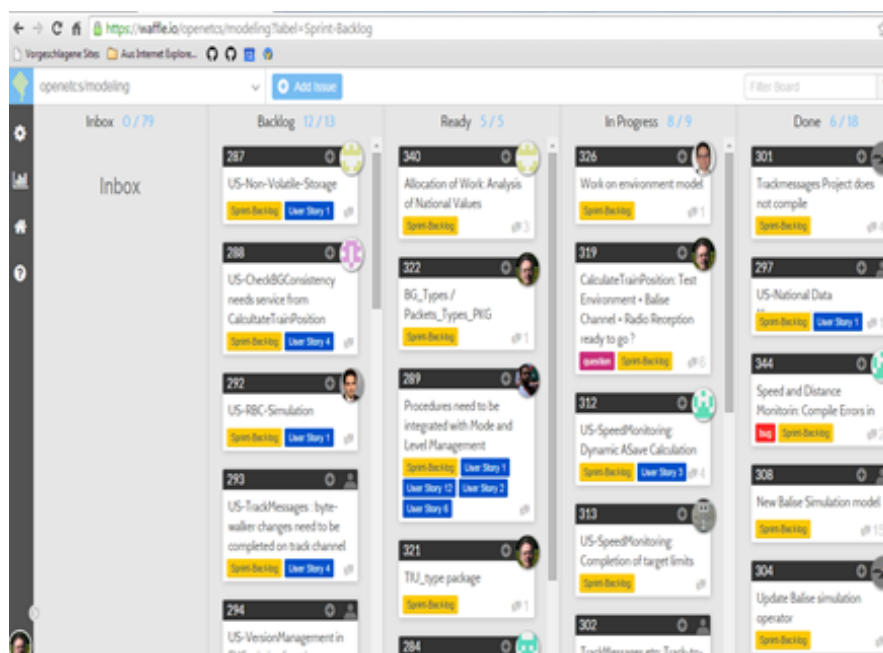 https://waffle.io/openetcs/modeling?label=Sprint-Backlog
Vorgeschlagene Sites
Aus Internet Explore...
openetcs/modeling
Add Issue
Filter Board
Inbox 0/79
Inbox
Backlog 12/13
287
US-Non-Volatile-Storage
Sprint-Backlog User Story 1
288
US-CheckBGConsistency
needs service from
CalcultateTrainPosition
Sprint-Backlog User Story 4
292
US-RBC-Simulation
Sprint-Backlog User Story 1
293
US-TrackMessages : byte-
walker changes need to be
completed on track channel
Sprint-Backlog User Story 4
294
US-VersionManagement in
Ready 5/5
340
Allocation of Work: Analysis
of National Values
Sprint-Backlog 3
322
BG_Types /
Packets_Types_PKG
Sprint-Backlog 1
289
Procedures need to be
integrated with Mode and
Level Management
Sprint-Backlog User Story 1
User Story 12 User Story 2
User Story 6
321
TIU_type package
Sprint-Backlog 1
284
In Progress 8/9
326
Work on environment model
Sprint-Backlog 1
319
CalculateTrainPosition: Test
Environment + Balise
Channel + Radio Reception
ready to go ?
question Sprint-Backlog 6
312
US-SpeedMonitoring:
Dynamic ASave Calculation
Sprint-Backlog User Story 3 4
313
US-SpeedMonitoring:
Completion of target limits
Sprint-Backlog
302
TrackMessages etc: Track-to-
Done 6/18
301
Trackmessages Project does
not compile
Sprint-Backlog
297
US-National Data
Sprint-Backlog User Story 1
344
Speed and Distance
Monitorin: Compile Errors in
bug Sprint-Backlog
308
New Balise Simulation model
Sprint-Backlog
304
Update Balise simulation
operator
Sprint-Backlog